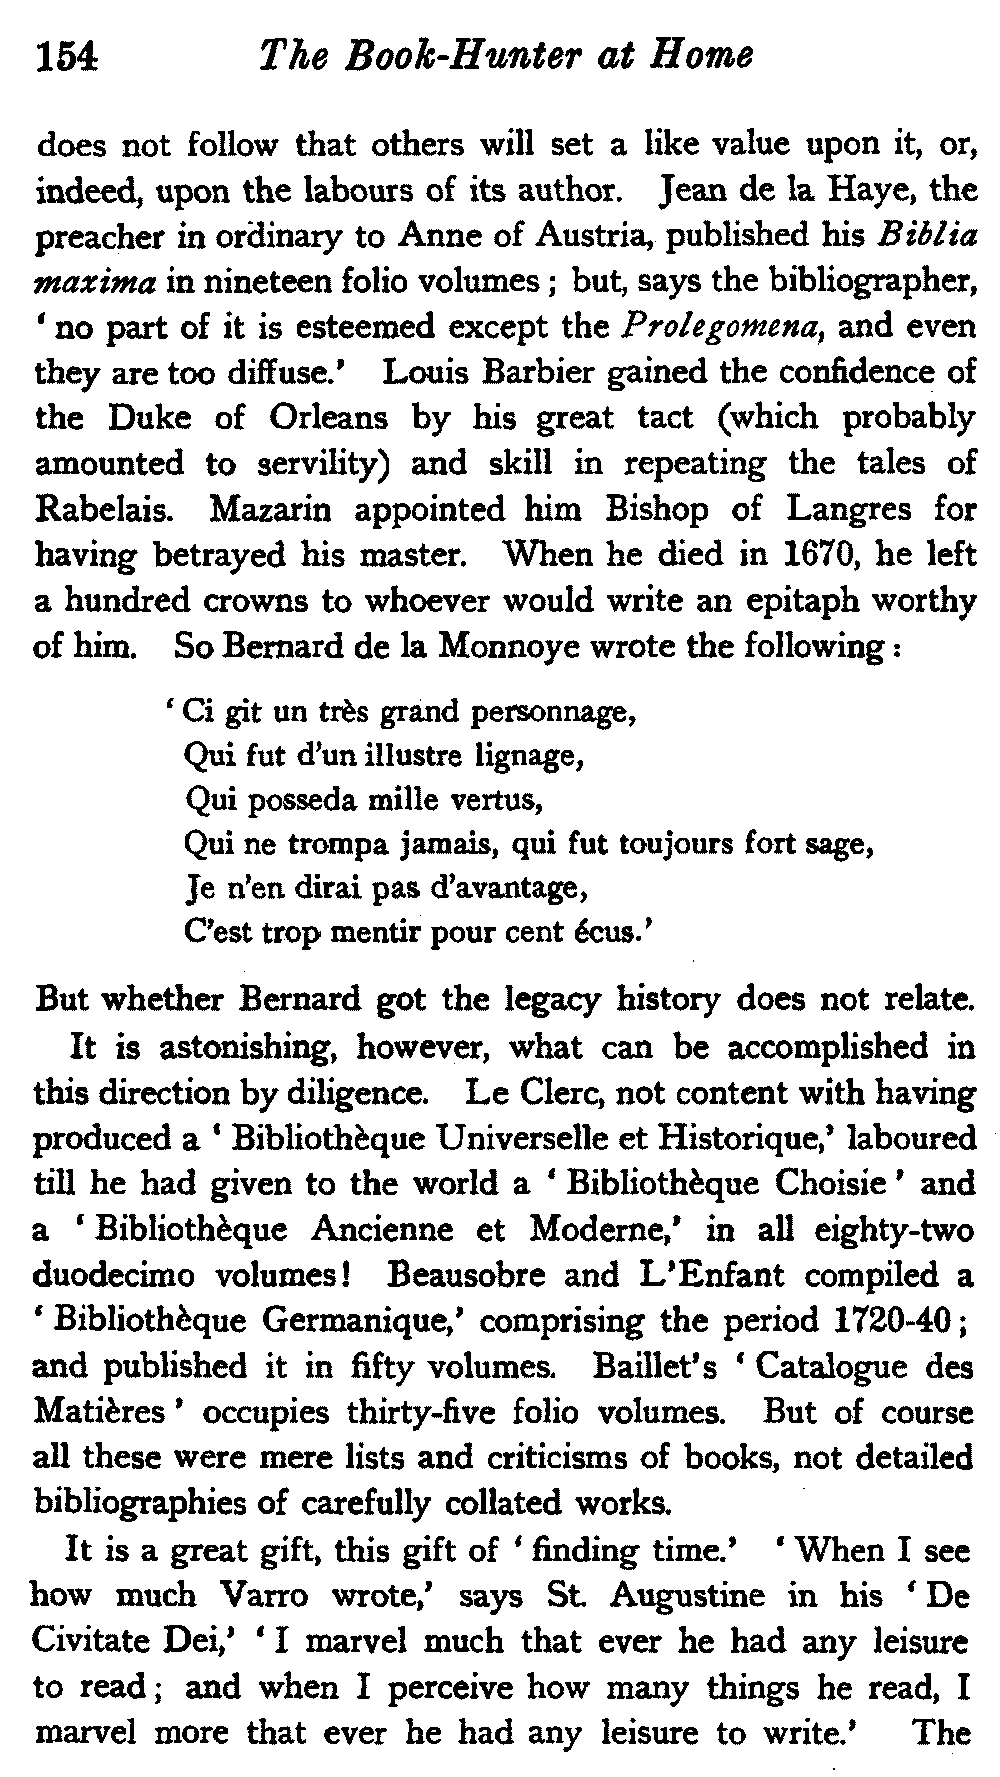 154 The Book-Hunter at Home
does not follow that others will set a like value upon it, or,
indeed, upon the labours of its author. Jean de la Haye, the
preacher in ordinary to Anne of Austria, published his Biblia
maxima in nineteen folio volumes ; but, says the bibliographer,
‘ no part of it is esteemed except the Prolegomena, and even
they are too diffuse.’ Louis Barbier gained the confidence of
the Duke of Orleans by his great tact (which probably
amounted to servility) and skill in repeating the tales of
Rabelais. Mazarin appointed him Bishop of Langres for
having betrayed his master. When he died in 1670, he left
a hundred crowns to whoever would write an epitaph worthy
of him. So Bernard de la Monnoye wrote the following :
‘ Ci git un très grand personnage,
Qui fut d’un illustre lignage,
Qui posseda mille vertus,
Qui ne trompa jamais, qui fut toujours fort sage,
Je n’en dirai pas d’avantage,
C’est trop mentir pour cent écus.’
But whether Bernard got the legacy history does not relate.
It is astonishing, however, what can be accomplished in
this direction by diligence. Le Clerc, not content with having
produced a ‘ Bibliothèque Universelle et Historique,’ laboured
till he had given to the world a ‘ Bibliothèque Choisie ’ and
a ‘ Bibliothèque Ancienne et Moderne,’ in all eighty-two
duodecimo volumes! Beausobre and L’Enfant compiled a
‘ Bibliothèque Germanique,’ comprising the period 1720-40 ;
and published it in fifty volumes. Baillet’s ‘ Catalogue des
Matières ’ occupies thirty-five folio volumes. But of course
all these were mere lists and criticisms of books, not detailed
bibliographies of carefully collated works.
It is a great gift, this gift of ‘ finding time.’ ‘ When I see
how much Varro wrote,’ says St. Augustine in his ‘ De
Civitate Dei,’ ‘ I marvel much that ever he had any leisure
to read ; and when I perceive how many things he read, I
marvel more that ever he had any leisure to write.’ The